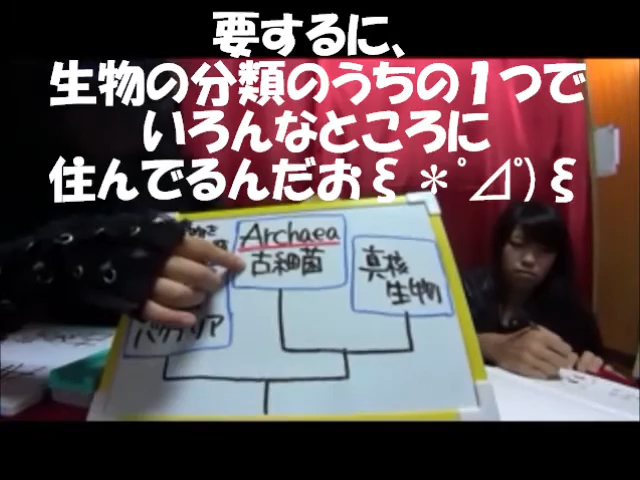 要するに、
生物の分類のうちの１つで
いろんなところに
住んでるんだお ξ ＊ﾟ⊿ﾟ)ξ
Archaea
古細菌
真核
生物
バクテリア